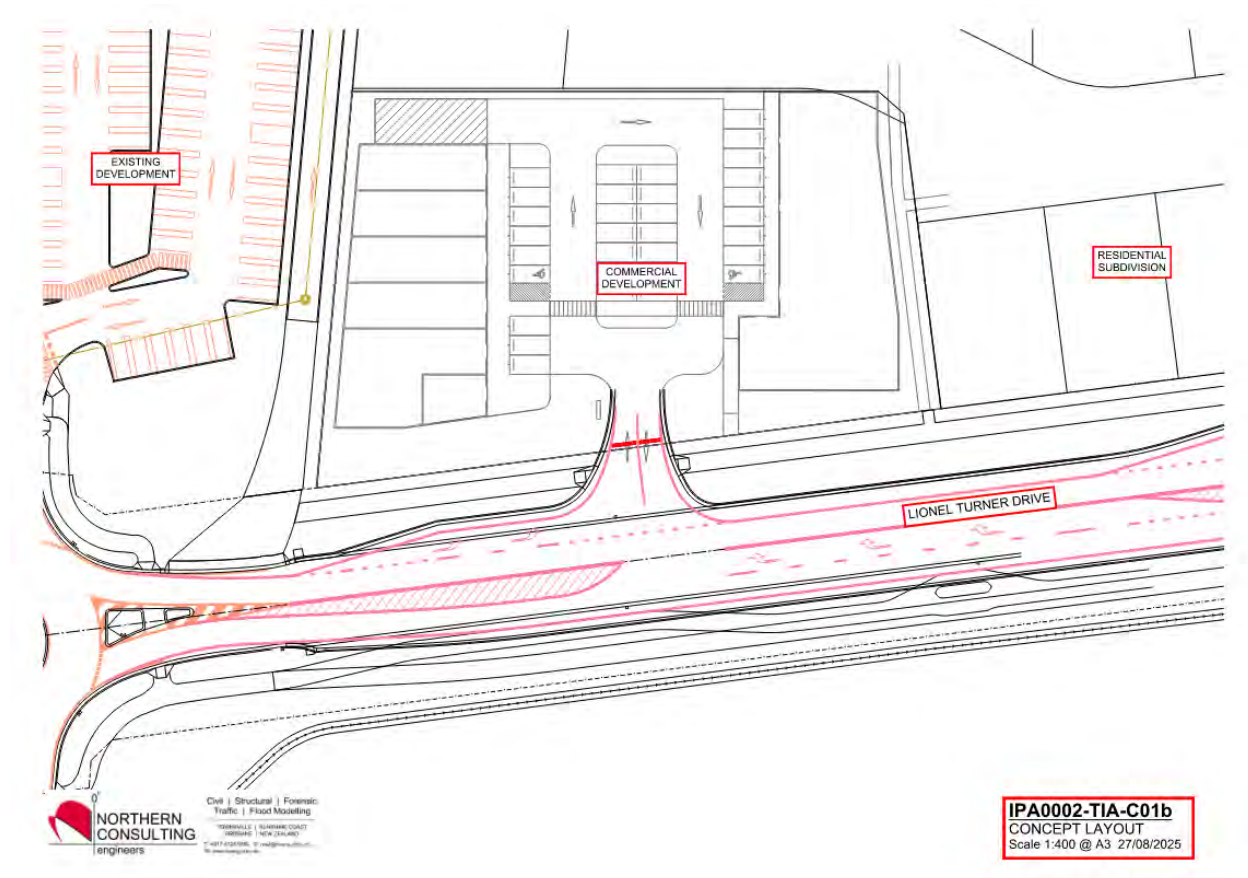 EXISTING
DEVELOPMENT
COMMERCIAL
DEVELOPMENT
RESIDENTIAL
SUBDIVISION
LIONEL TURNER DRIVE
NORTHERN
CONSULTING
engineers
Civil | Structural | Forensic
Traffic | Flood Modelling
IPA0002-TIA-C01b
CONCEPT LAYOUT
Scale 1:400 @ A3 27/08/2025